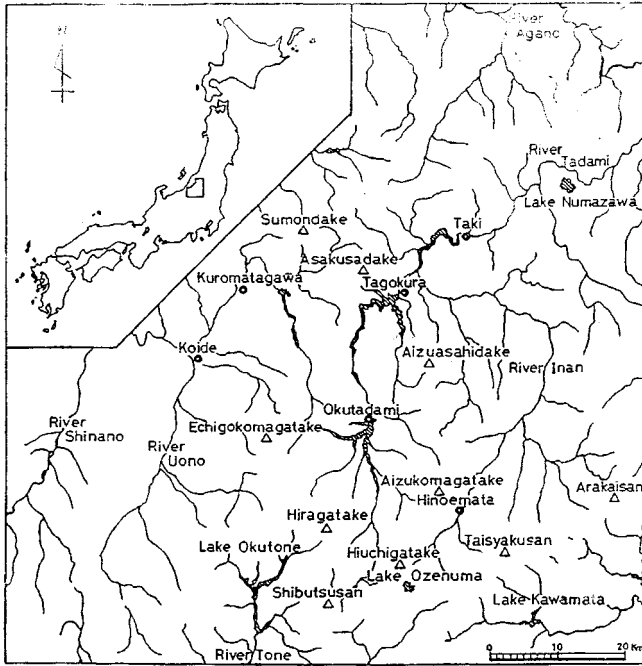 N
River
Agano
River
Tadami
Lake Numazawa
Sumondake
Taki
Asakusadake
Kuromatagawa
Tagokura
Koide
Aizuasahidake
River Inan
Okutadami
River
Shinano
Echigokomagatake
River
Uono
Aizukomagatake
Hinoemata
Arakaisan
Hiragatake
Taisyakusan
Lake Okutone
Hiuchigatake
Lake Ozenuma
Shibutsusan
Lake Kawamata
River Tone
0 10 20